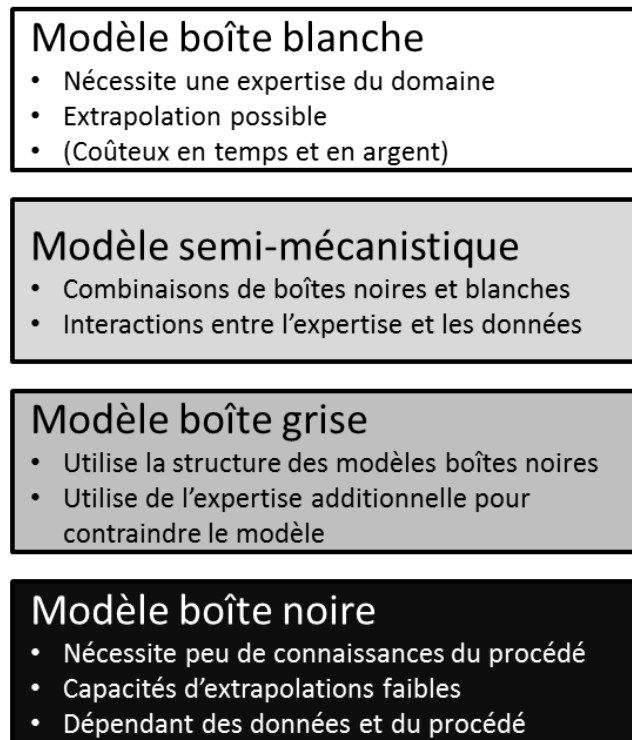 Modèle boîte blanche
• Nécessite une expertise du domaine
• Extrapolation possible
• (Coûteux en temps et en argent)
Modèle semi-mécanistique
• Combinaisons de boîtes noires et blanches
• Interactions entre l'expertise et les données
Modèle boîte grise
• Utilise la structure des modèles boîtes noires
• Utilise de l'expertise additionnelle pour
contraindre le modèle
Modèle boîte noire
• Nécessite peu de connaissances du procédé
• Capacités d'extrapolations faibles
• Dépendant des données et du procédé